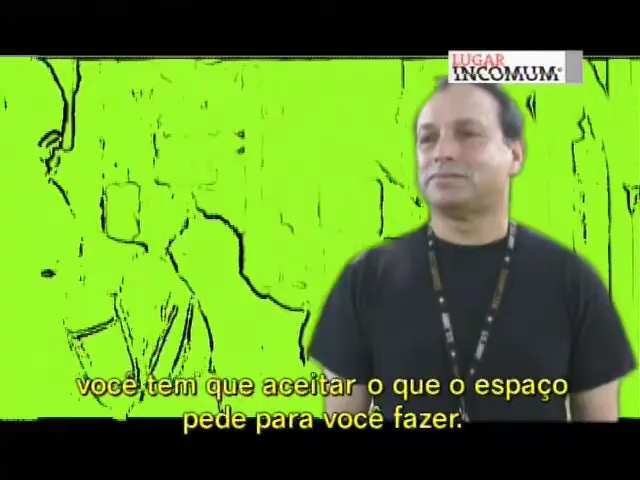 LUGAR
INCOMUM®
você tem que aceitar o que o espaço
pede para você fazer.